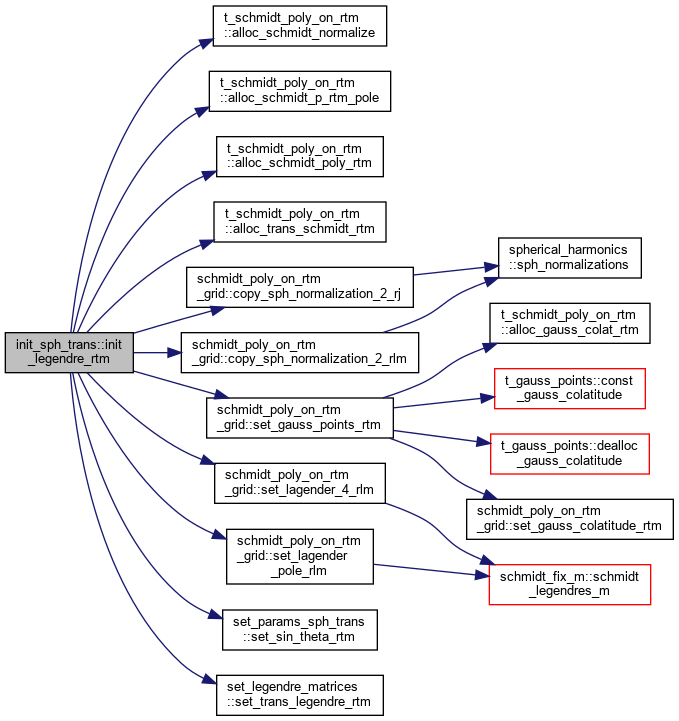 t_schmidt_poly_on_rtm
::alloc_schmidt_normalize
t_schmidt_poly_on_rtm
::alloc_schmidt_p_rtm_pole
t_schmidt_poly_on_rtm
::alloc_schmidt_poly_rtm
t_schmidt_poly_on_rtm
::alloc_trans_schmidt_rtm
schmidt_poly_on_rtm
_grid::copy_sph_normalization_2_rj
init_sph_trans::init
_legendre_rtm
schmidt_poly_on_rtm
_grid::copy_sph_normalization_2_rlm
schmidt_poly_on_rtm
_grid::set_gauss_points_rtm
schmidt_poly_on_rtm
_grid::set_lagender_4_rlm
schmidt_poly_on_rtm
_grid::set_lagender
_pole_rlm
set_params_sph_trans
::set_sin_theta_rtm
set_legendre_matrices
::set_trans_legendre_rtm
spherical_harmonics
::sph_normalizations
t_schmidt_poly_on_rtm
::alloc_gauss_colat_rtm
t_gauss_points::const
_gauss_colatitude
t_gauss_points::dealloc
_gauss_colatitude
schmidt_poly_on_rtm
_grid::set_gauss_colatitude_rtm
schmidt_fix_m::schmidt
_legendres_m